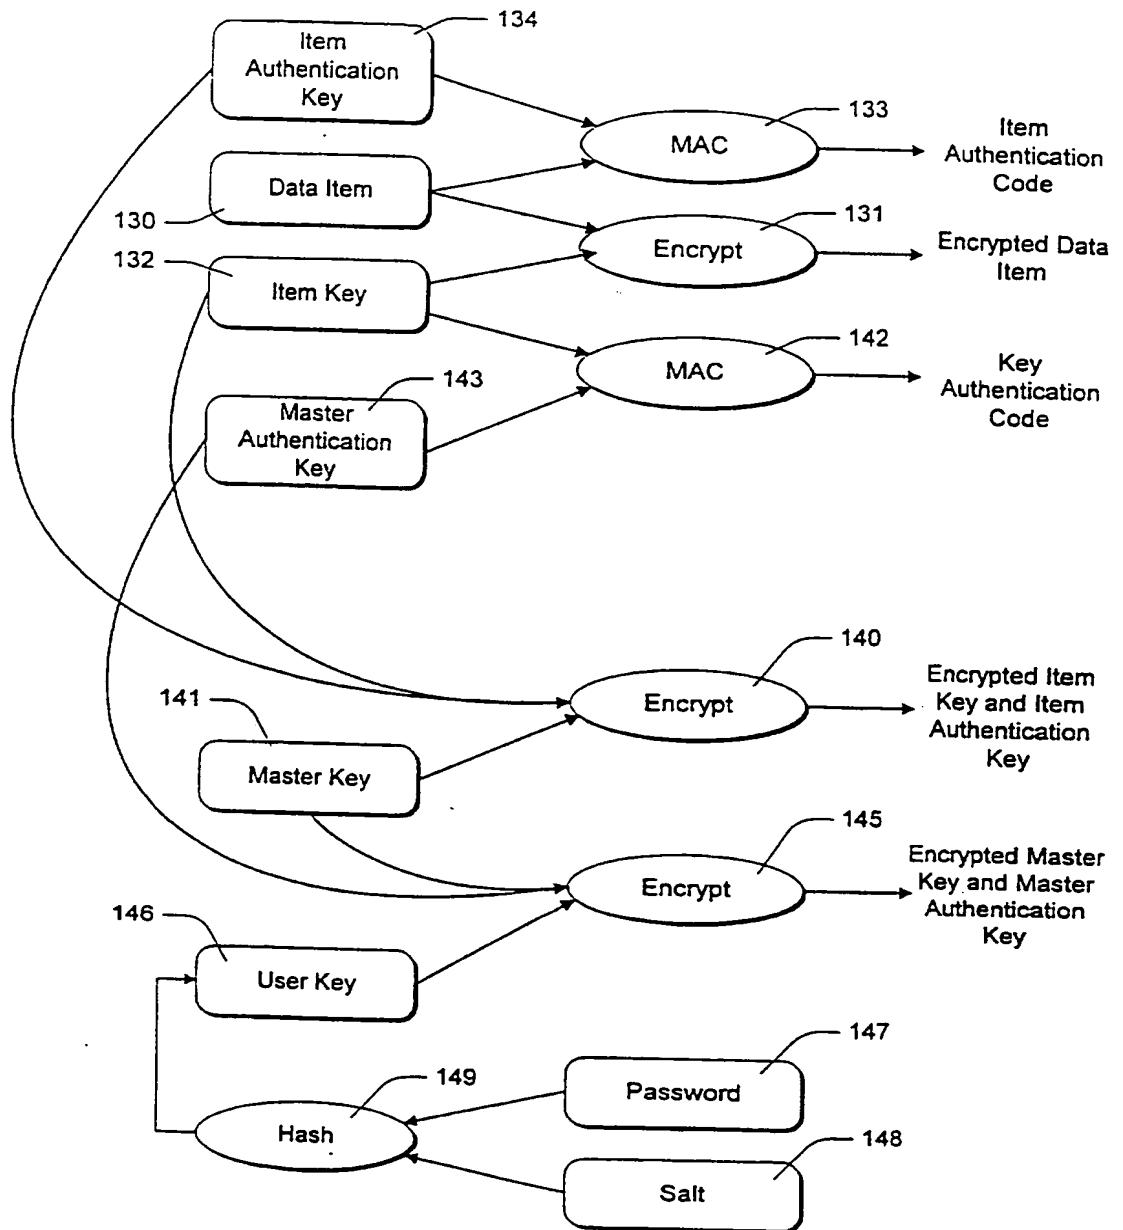 134
Item
Authentication
Key
133
MAC
Item
Authentication
Code
Data Item
130
131
Encrypt
Encrypted Data
Item
132
Item Key
142
MAC
Key
Authentication
Code
143
Master
Authentication
Key
140
Encrypt
Encrypted Item
Key and Item
Authentication
Key
141
Master Key
145
Encrypt
Encrypted Master
Key and Master
Authentication
Key
146
User Key
147
Password
149
Hash
148
Salt